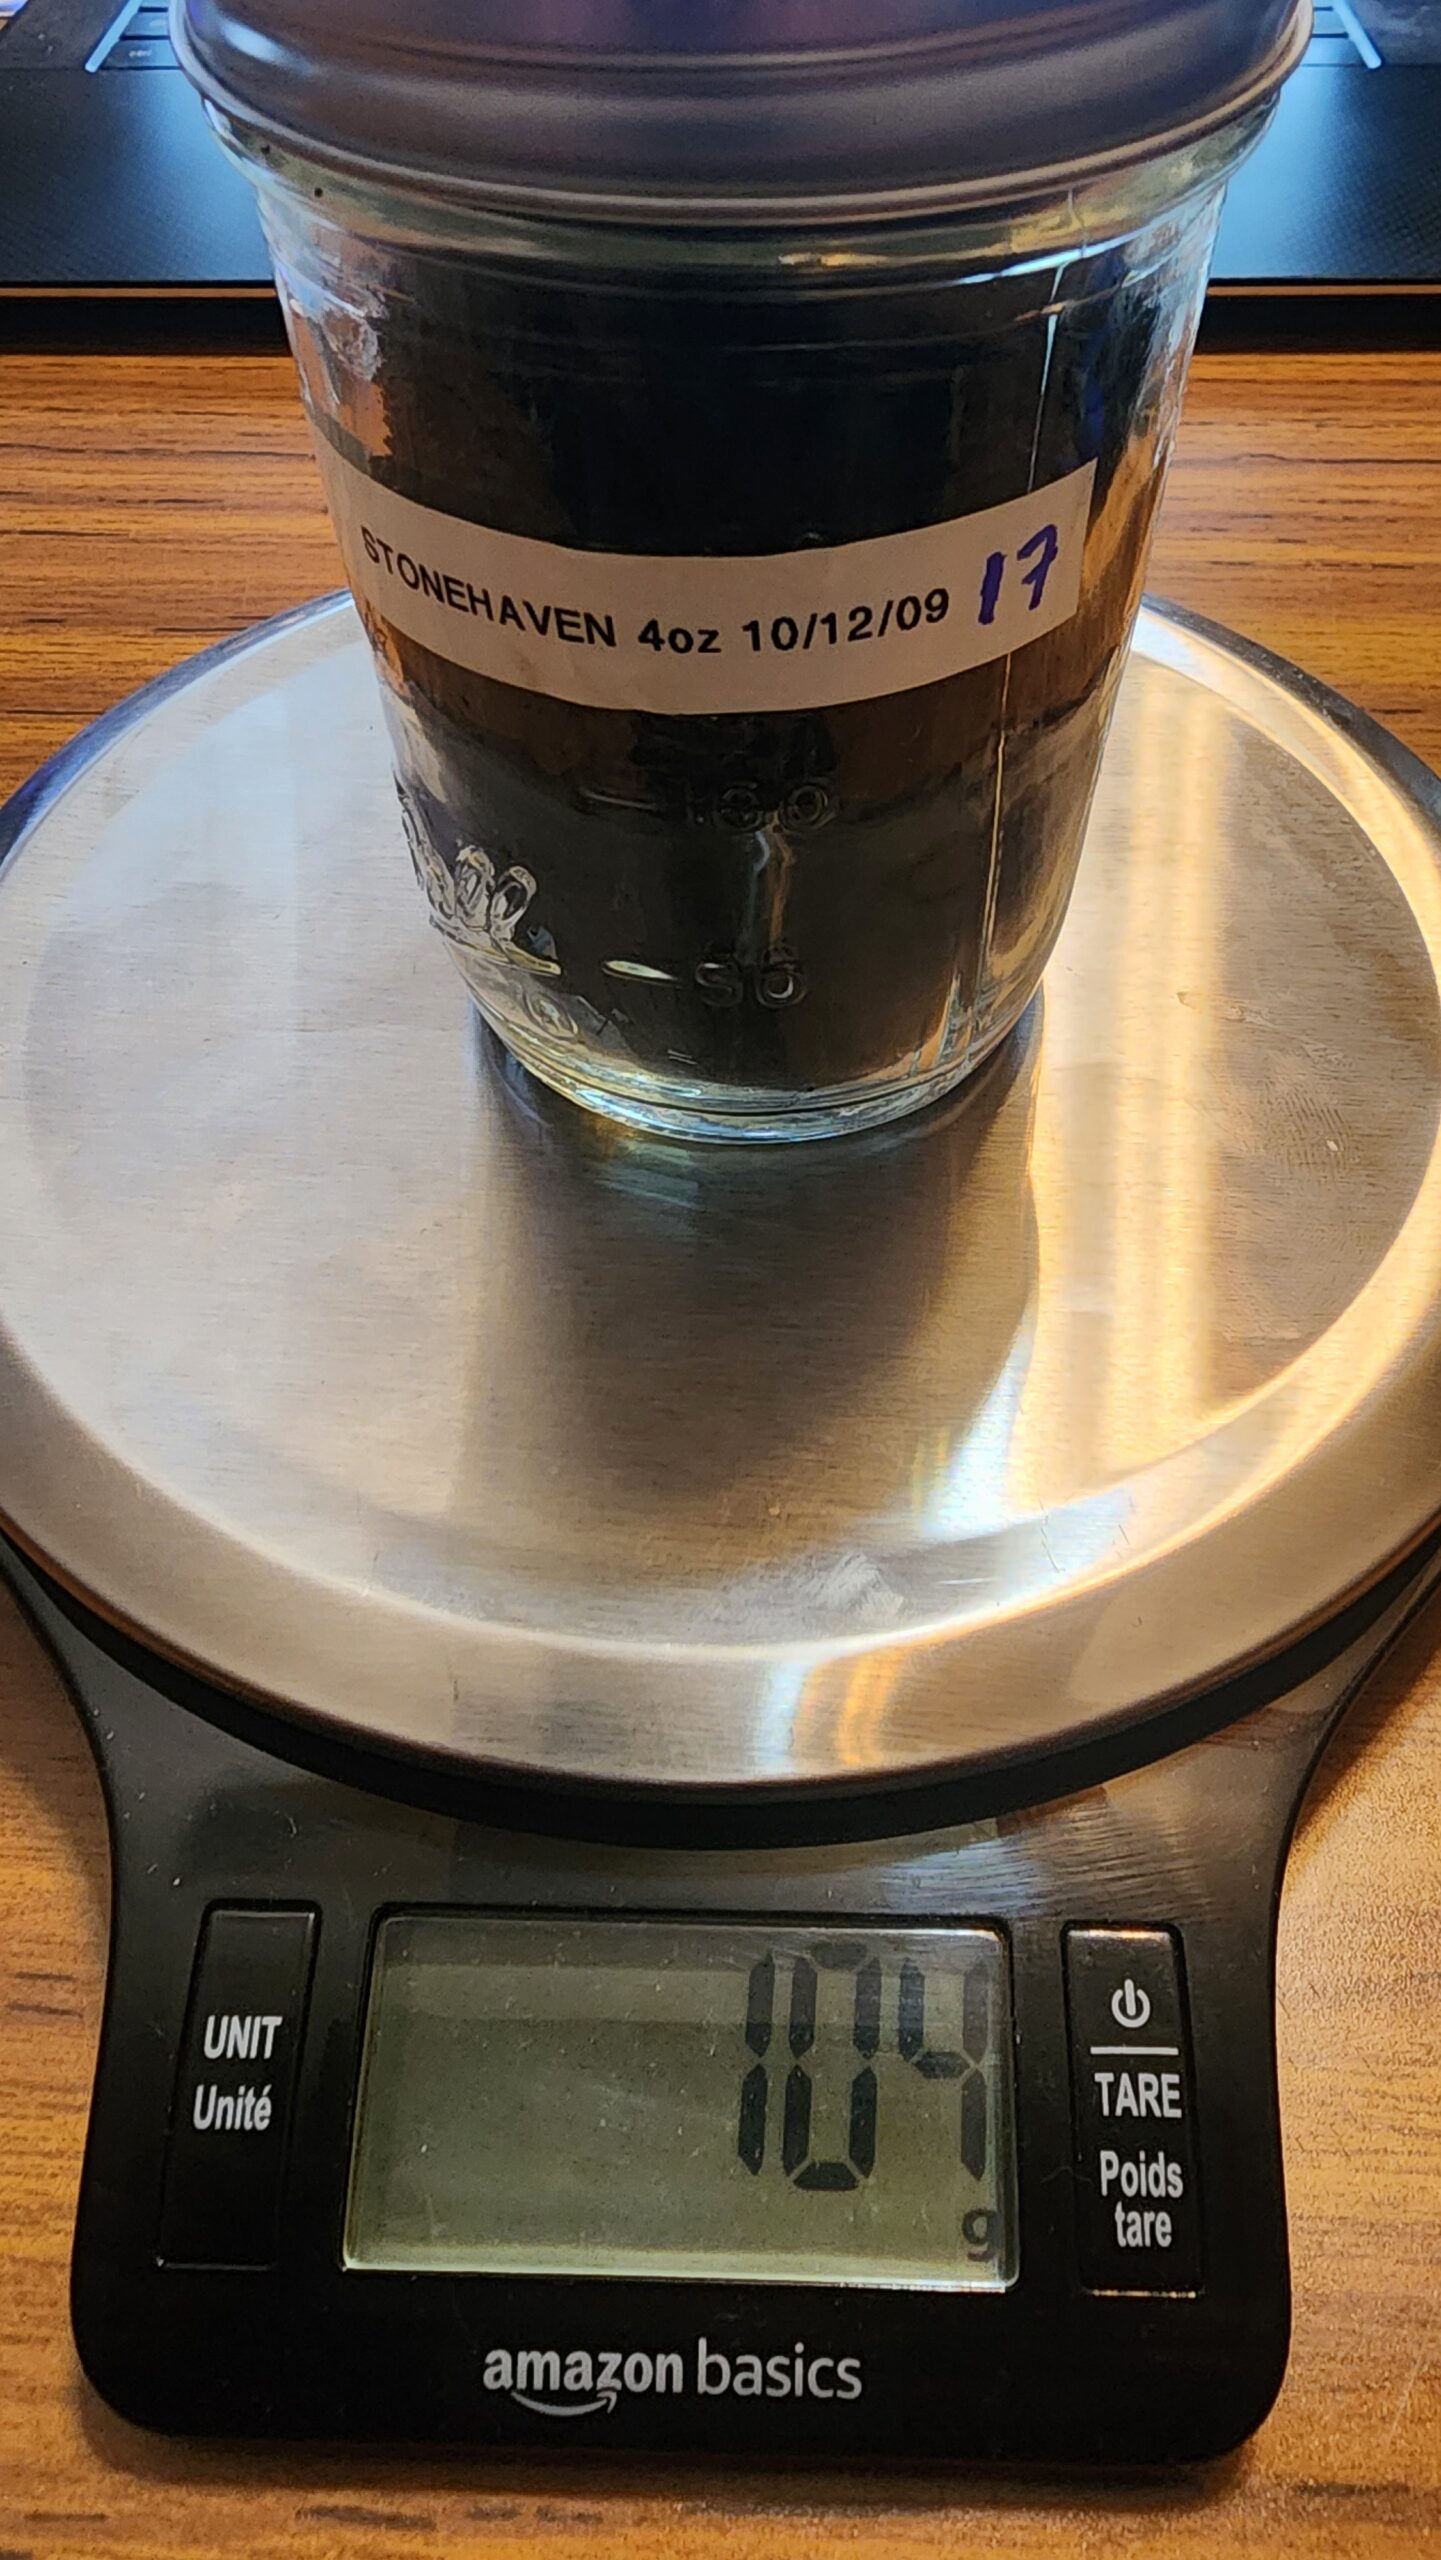 STONEHAVEN 4oz 10/12/09 17
104
g
UNIT
Unité
TARE
Poids
tare
amazon basics